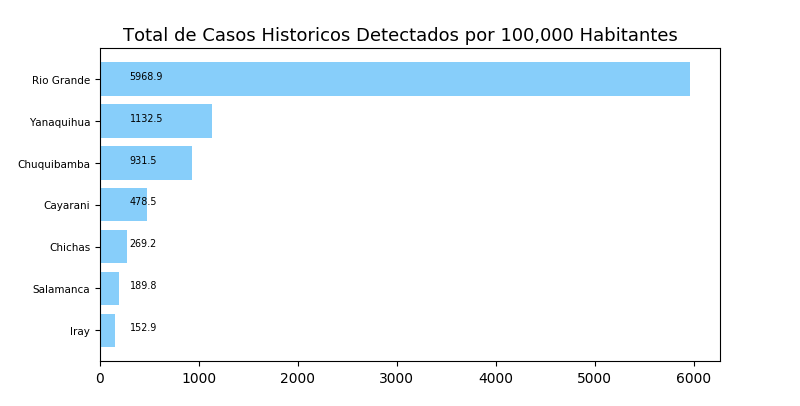 Total de Casos Historicos Detectados por 100,000 Habitantes
Rio Grande 5968.9
Yanaquihua 1132.5
Chuquibamba 931.5
Cayarani 478.5
Chichas 269.2
Salamanca 189.8
Iray 152.9
0 1000 2000 3000 4000 5000 6000